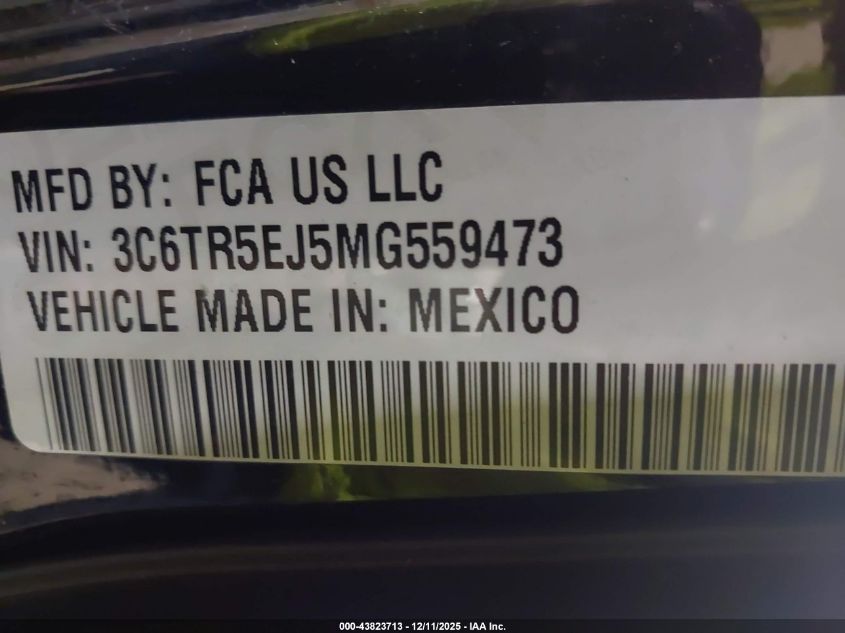 MFD BY: FCA US LLC
VIN: 3C6TR5EJ5MG559473
VEHICLE MADE IN: MEXICO
000-43823713 - 12/11/2025 - IAA Inc.